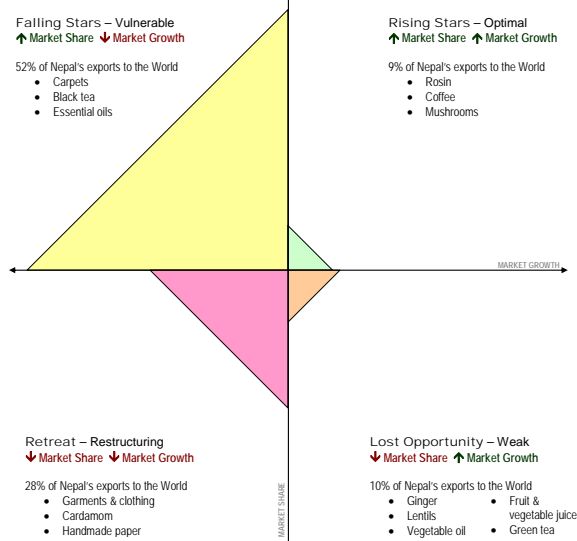 Falling Stars – Vulnerable
↑ Market Share ↓ Market Growth
52% of Nepal's exports to the World
• Carpets
• Black tea
• Essential oils
Rising Stars – Optimal
↑ Market Share ↑ Market Growth
9% of Nepal's exports to the World
• Rosin
• Coffee
• Mushrooms
MARKET GROWTH
Retreat – Restructuring
↓ Market Share ↓ Market Growth
28% of Nepal's exports to the World
• Garments & clothing
• Cardamom
• Handmade paper
MARKET SHARE
Lost Opportunity – Weak
↓ Market Share ↑ Market Growth
10% of Nepal's exports to the World
• Ginger
• Lentils
• Vegetable oil
• Fruit &
vegetable juice
• Green tea